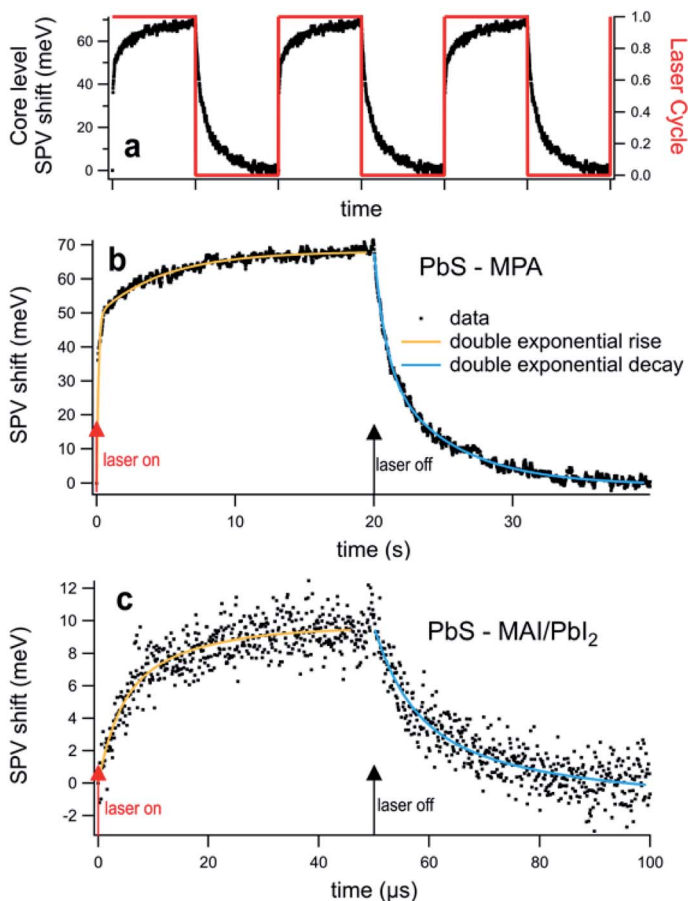 Core level
SPV shift (meV)
60
40
20
0
a
1.0
0.8
0.6
0.4
0.2
0.0
Laser Cycle
time
b
PbS - MPA
SPV shift (meV)
70
60
50
40
30
20
10
0
data
double exponential rise
double exponential decay
laser on
laser off
0
10
20
30
time (s)
c
PbS - MAI/PbI₂
SPV shift (meV)
12
10
8
6
4
2
0
-2
laser on
laser off
0
20
40
60
80
100
time (µs)